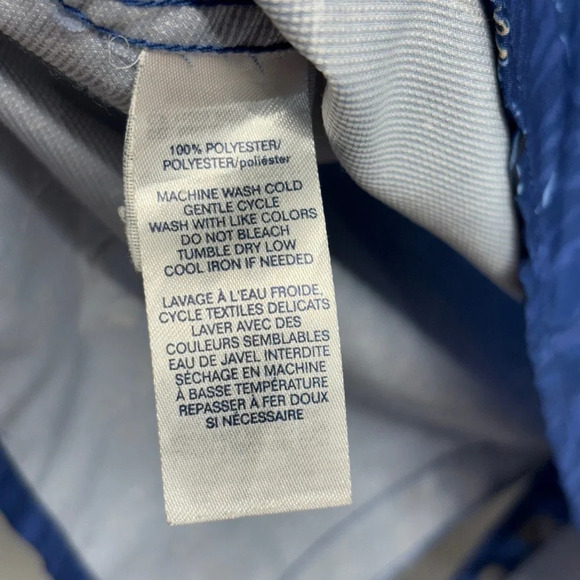 100% POLYESTER/
POLYESTER/poliéster
MACHINE WASH COLD
GENTLE CYCLE
WASH WITH LIKE COLORS
DO NOT BLEACH
TUMBLE DRY LOW
COOL IRON IF NEEDED
LAVAGE À L'EAU FROIDE,
CYCLE TEXTILES DELICATS
LAVER AVEC DES
COULEURS SEMBLABLES
EAU DE JAVEL INTERDITE
SÉCHAGE EN MACHINE
À BASSE TEMPÉRATURE
REPASSER À FER DOUX
SI NÉCESSAIRE